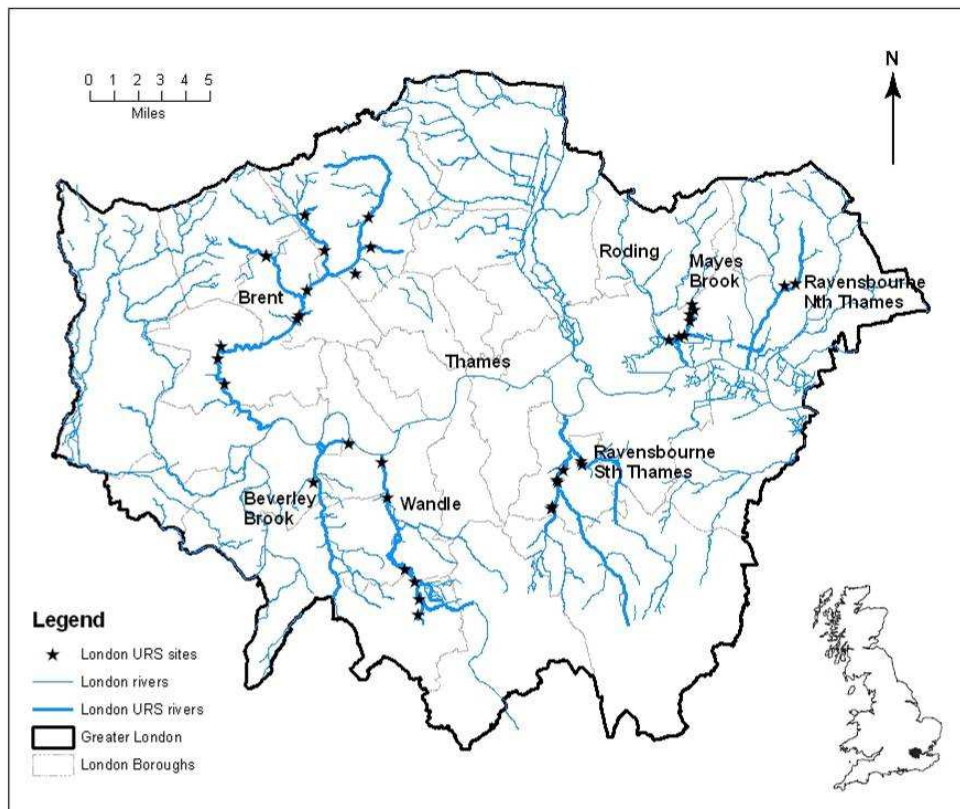 0 1 2 3 4 5
Miles
N
Roding
Mayes
Brook
Brent
Ravensbourne
Nth Thames
Thames
Ravensbourne
Sth Thames
Beverley
Brook
Wandle
Legend
London URS sites
London rivers
London URS rivers
Greater London
London Boroughs